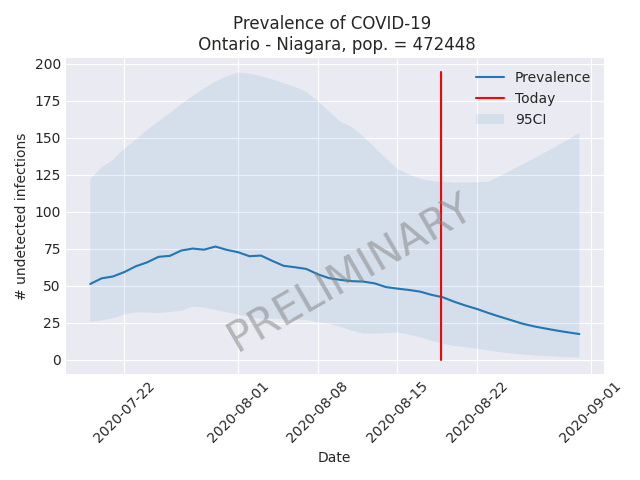 Prevalence of COVID-19
Ontario - Niagara, pop. = 472448
200
175
150
125
100
75
50
25
0
# undetected infections
Prevalence
Today
95CI
PRELIMINARY
2020-07-22
2020-08-01
2020-08-08
2020-08-15
2020-08-22
2020-09-01
Date